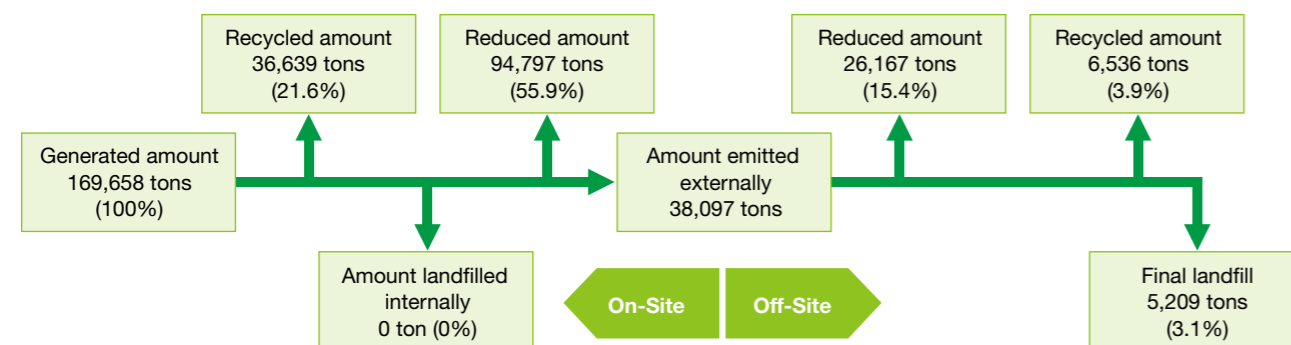 Recycled amount
36,639 tons
(21.6%)
Reduced amount
94,797 tons
(55.9%)
Reduced amount
26,167 tons
(15.4%)
Recycled amount
6,536 tons
(3.9%)
Generated amount
169,658 tons
(100%)
Amount emitted
externally
38,097 tons
Amount landfilled
internally
0 ton (0%)
On-Site
Off-Site
Final landfill
5,209 tons
(3.1%)